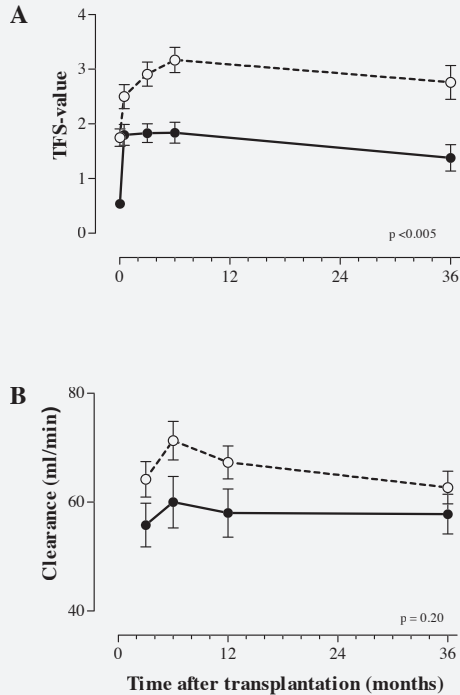 A
4
3
2
1
0
TFS-value
p <0.005
0 12 24 36
B
80
60
40
Clearance (ml/min)
p = 0.20
0 12 24 36
Time after transplantation (months)